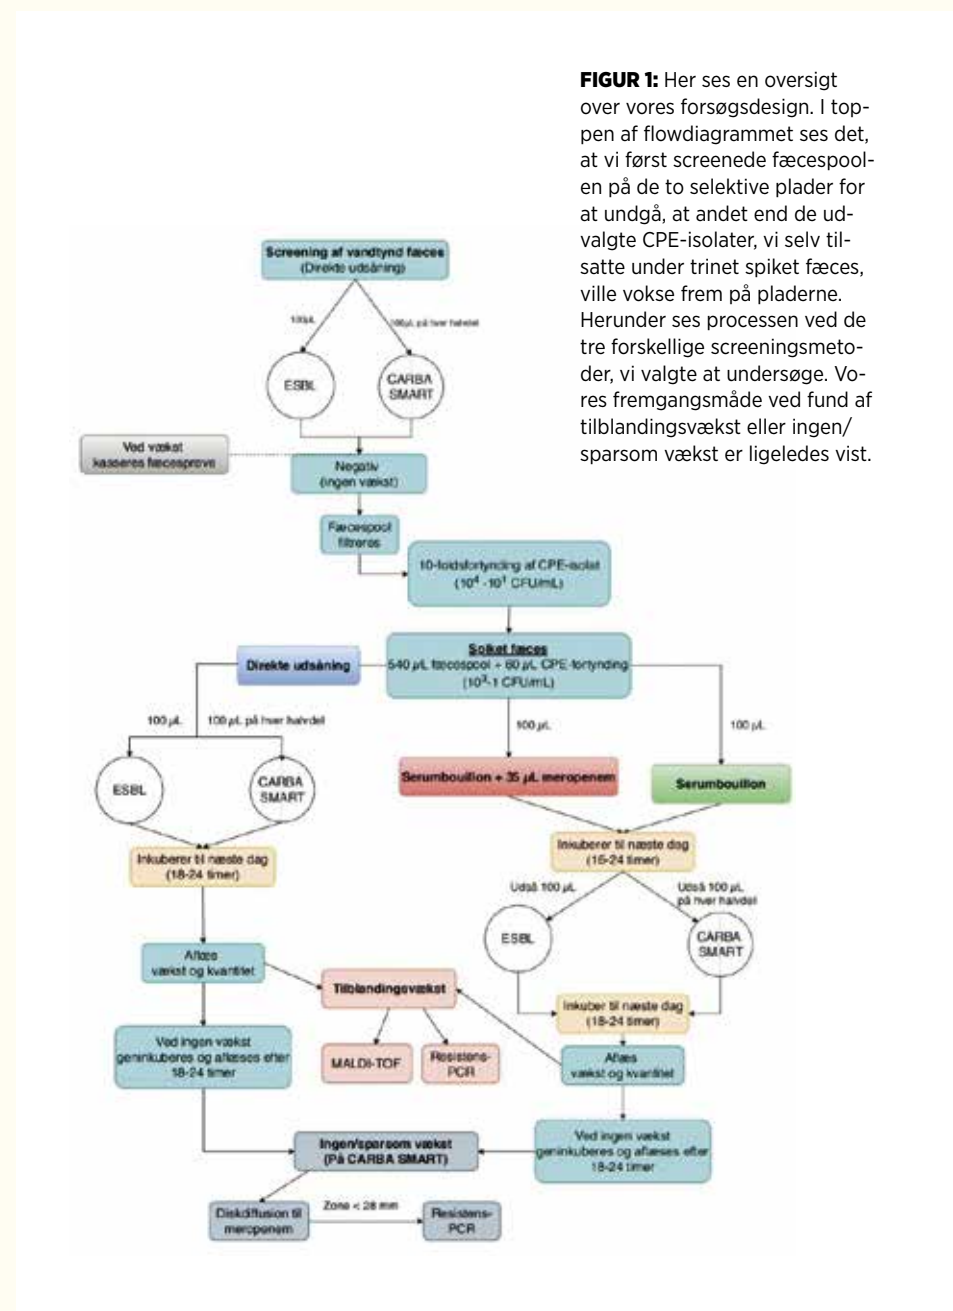 FIGUR 1: Her ses en oversigt
over vores forsøgsdesign. I top-
pen af flowdiagrammet ses det,
at vi først screenede fæcespool-
en på de to selektive plader for
at undgå, at andet end de ud-
valgte CPE-isolater, vi selv til-
satte under trinet spiket fæces,
ville vokse frem på pladerne.
Herunder ses processen ved de
tre forskellige screeningsmeto-
der, vi valgte at undersøge. Vo-
res fremgangsmåde ved fund af
tilblandingsvækst eller ingen/
sparsom vækst er ligeledes vist.
Screening af vandtynd fæces
(Direkte udsåning)
100µL
100µL på hver halvdel
ESBL
CARBA
SMART
Ved vækst
kasseres fæcesprøve
Negativ
(ingen vækst)
Fæcespool
filtreres
10-foldsfortynding af CPE-isolat
(10⁴ -10¹ CFU/mL)
Spiket fæces
540 µL fæcespool + 60 µL CPE-fortynding
(10³-1 CFU/mL)
Direkte udsåning
100 µL
100 µL på hver halvdel
100 µL
100 µL
ESBL
CARBA
SMART
Serumbouillon + 35 µL meropenem
Serumbouillon
Inkuberer til næste dag
(18-24 timer)
Inkuberer til næste dag
(16-24 timer)
Udså 100 µL
Udså 100 µL
på hver halvdel
ESBL
CARBA
SMART
Aflæs
vækst og kvantitet
Tilblandingsvækst
Inkuber til næste dag
(18-24 timer)
Ved ingen vækst
geninkuberes og aflæses efter
18-24 timer
MALDI-TOF
Resistens-
PCR
Aflæs
vækst og kvantitet
Ingen/sparsom vækst
(På CARBA SMART)
Ved ingen vækst
geninkuberes og aflæses efter
18-24 timer
Diskdiffusion til
meropenem
Zone < 28 mm
Resistens-
PCR